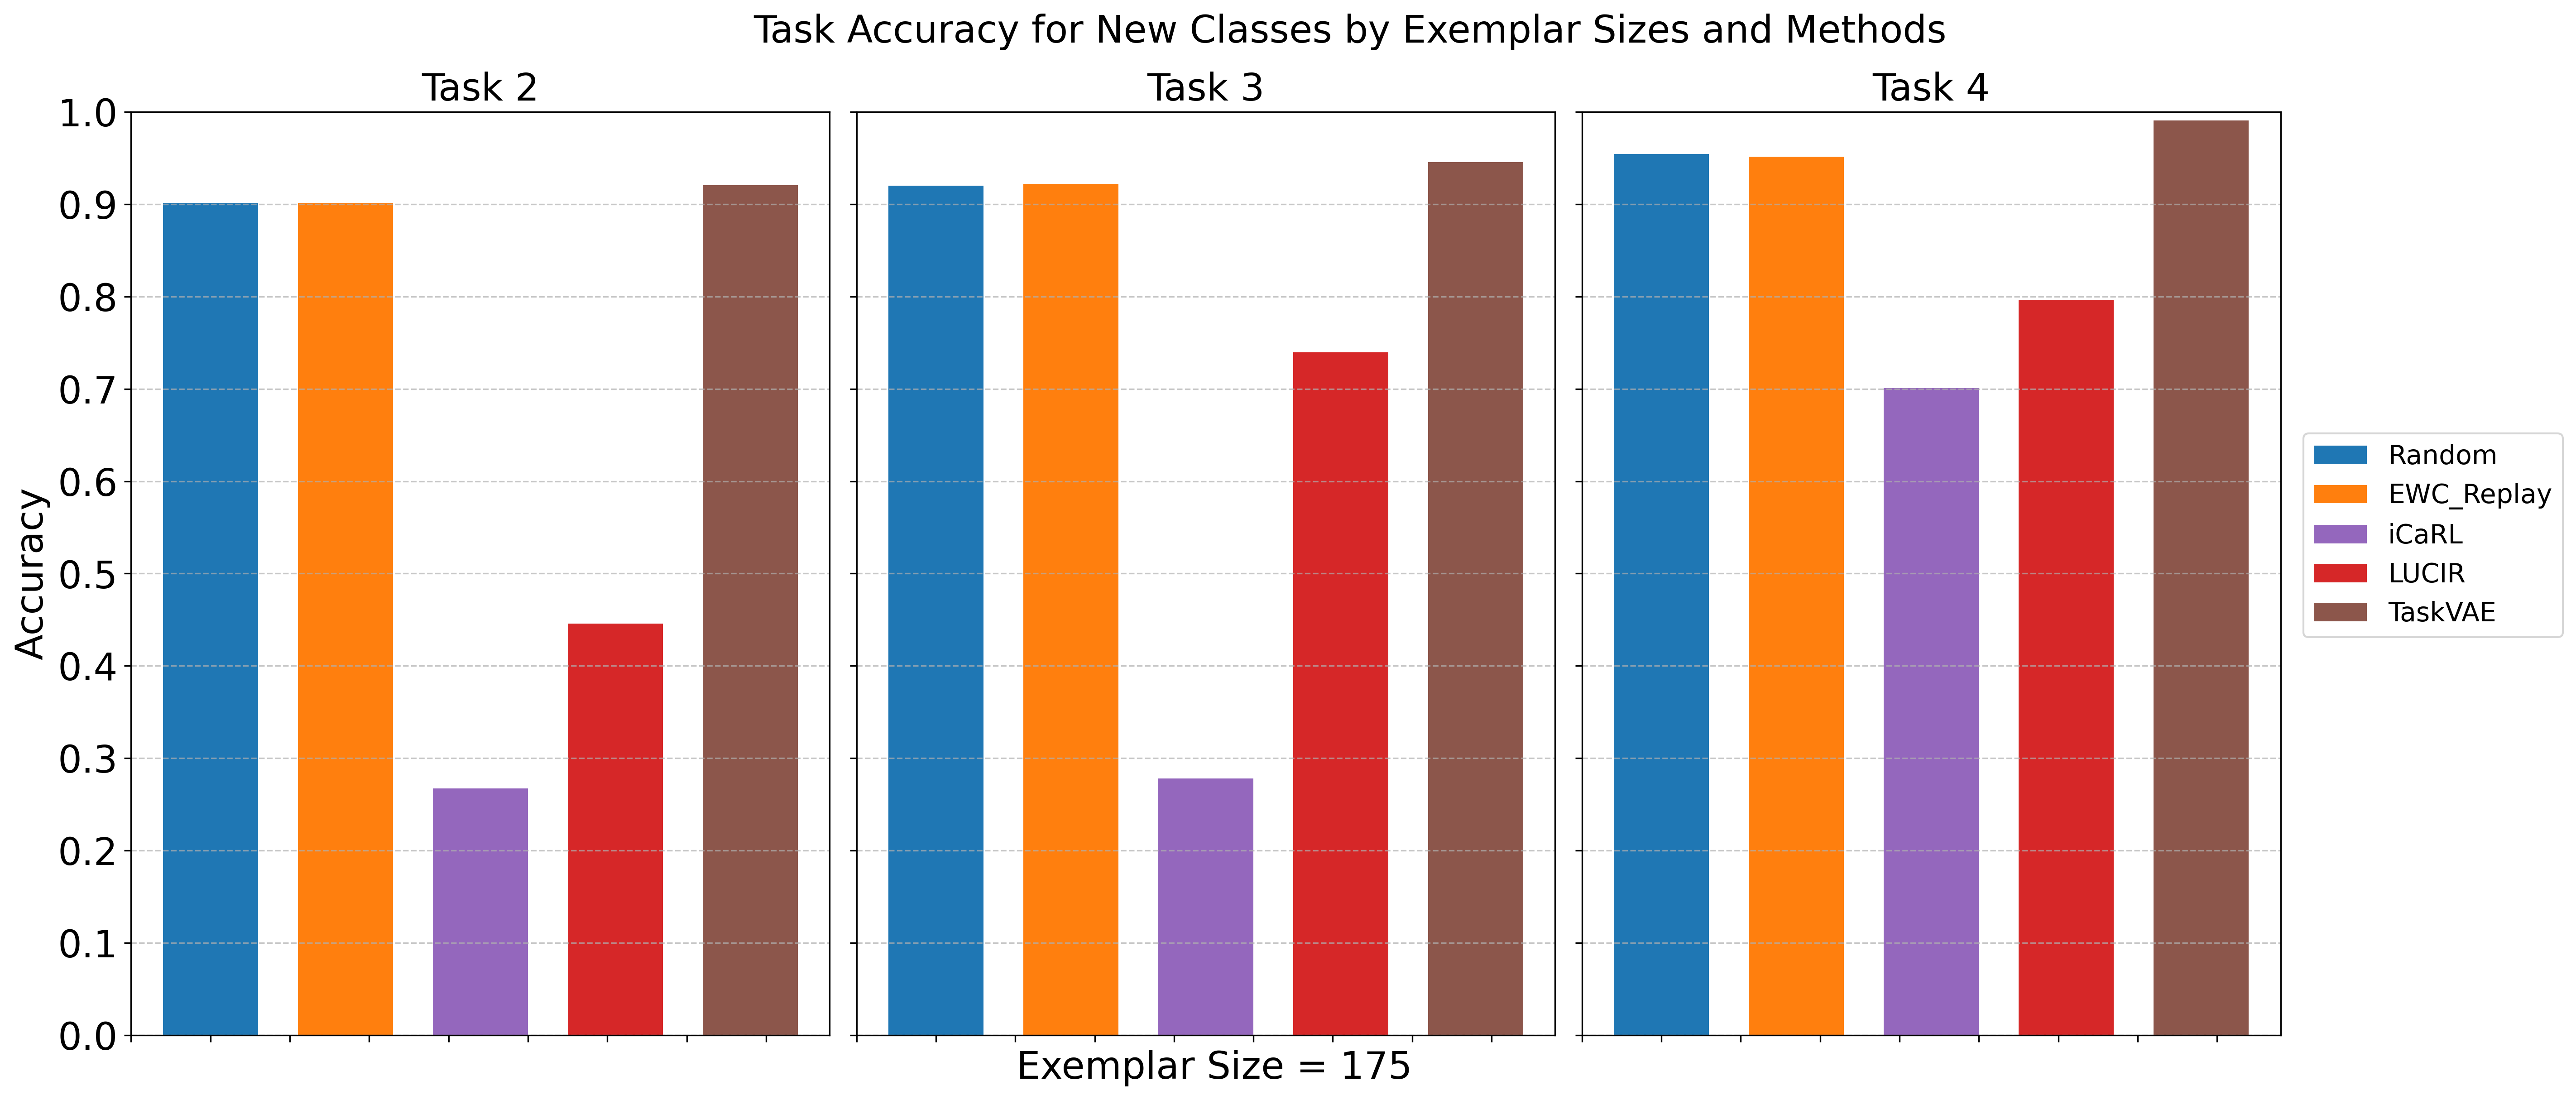 Task Accuracy for New Classes by Exemplar Sizes and Methods
Task 2
Task 3
Task 4
1.0
0.9
0.8
0.7
0.6
0.5
0.4
0.3
0.2
0.1
0.0
Accuracy
Exemplar Size = 175
Random
EWC_Replay
iCaRL
LUCIR
TaskVAE